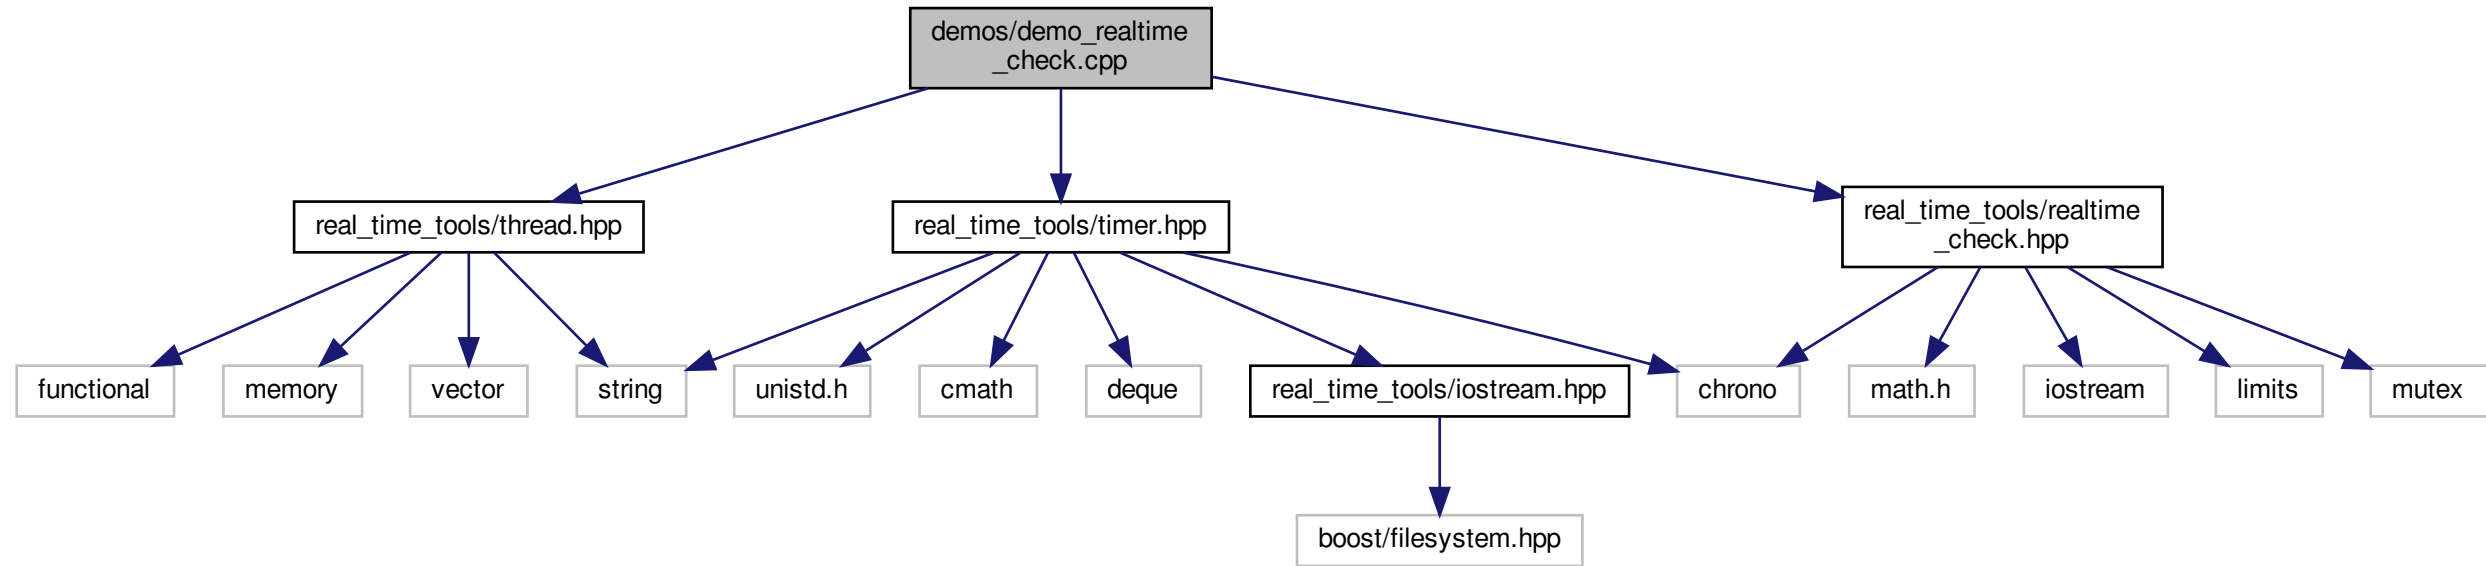 demos/demo_realtime
_check.cpp
real_time_tools/thread.hpp
real_time_tools/timer.hpp
real_time_tools/realtime
_check.hpp
functional
memory
vector
string
unistd.h
cmath
deque
real_time_tools/iostream.hpp
chrono
math.h
iostream
limits
mutex
boost/filesystem.hpp